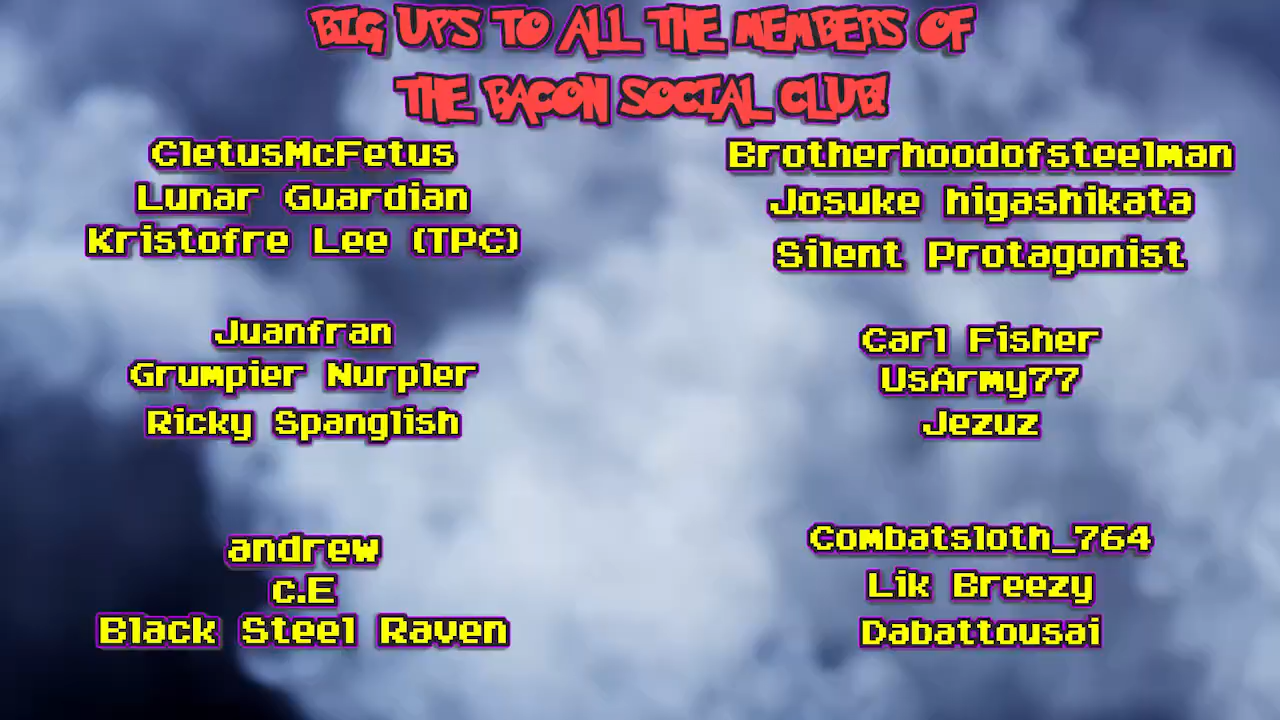 BIG UPS TO ALL THE MEMBERS OF
THE BACON SOCIAL CLUB!
CletusMcFetus
Lunar Guardian
Kristofre Lee (TPC)
Juanfran
Grumpier Nurpler
Ricky Spanglish
andrew
c.E
Black Steel Raven
Brotherhoodofsteelman
Josuke higashikata
Silent Protagonist
Carl Fisher
UsArmy77
Jezuz
Combatsloth_764
Lik Breezy
Dabattousai